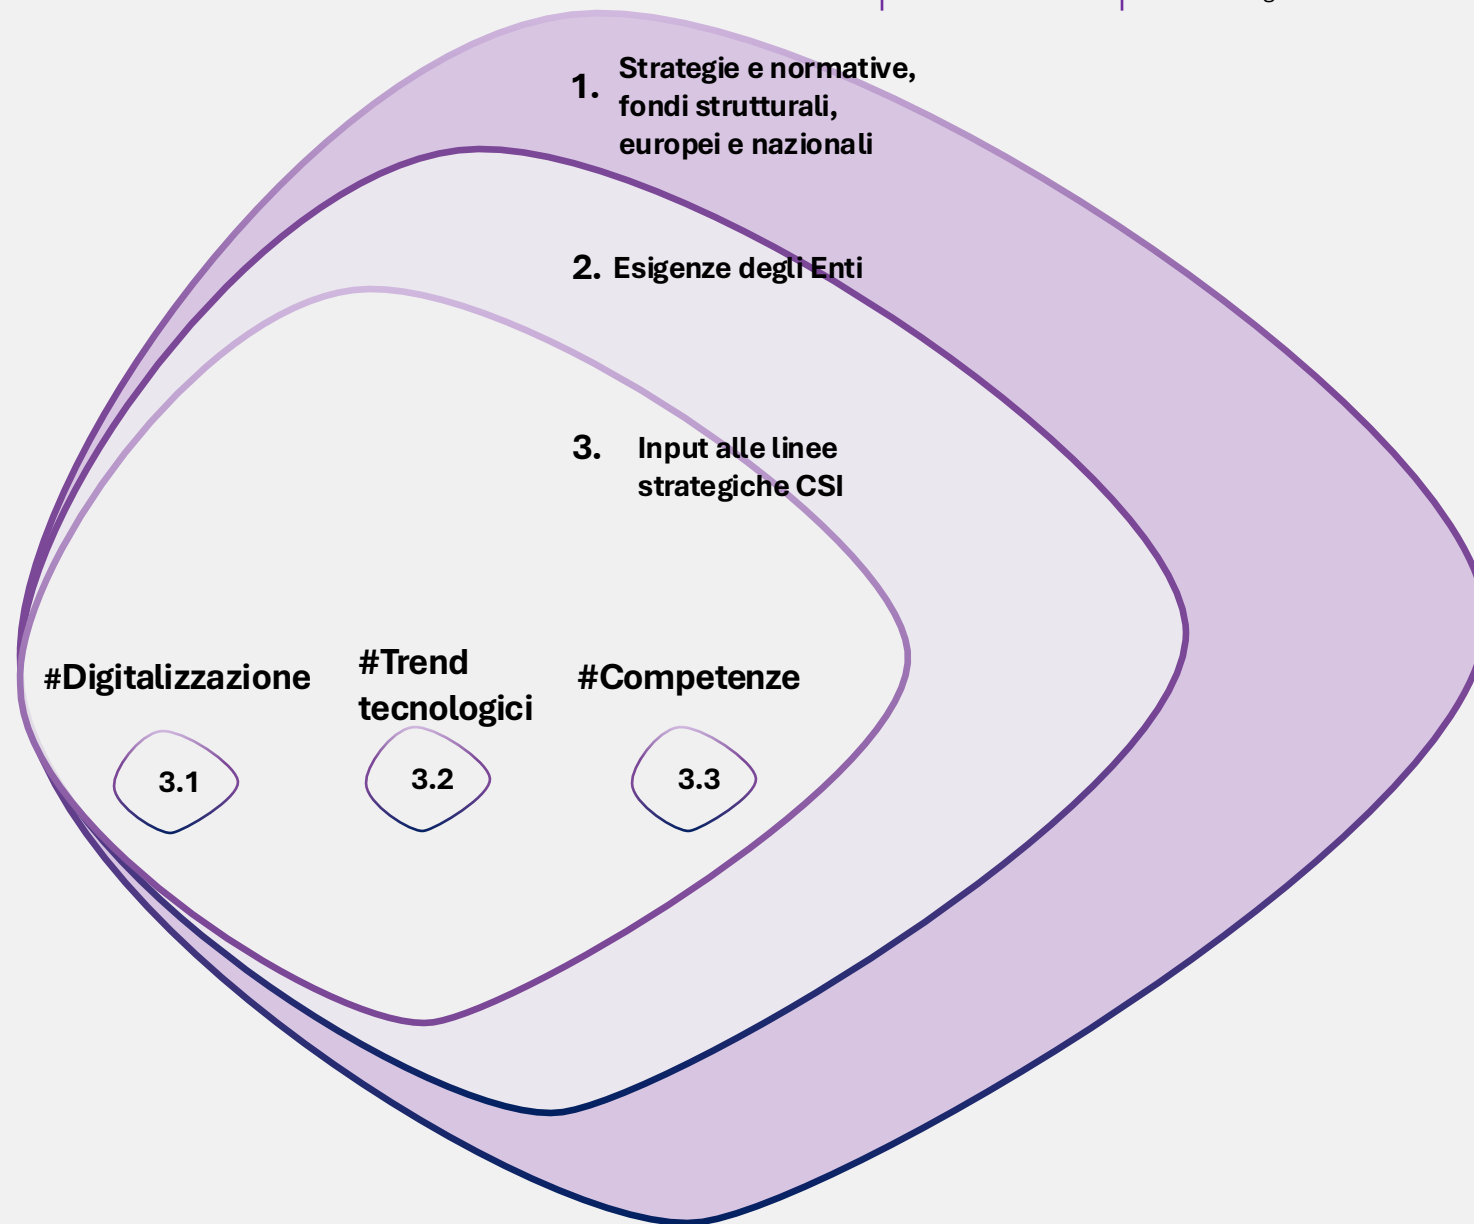 1. Strategie e normative,
fondi strutturali,
europei e nazionali
2. Esigenze degli Enti
3. Input alle linee
strategiche CSI
#Digitalizzazione
#Trend
tecnologici
#Competenze
3.1
3.2
3.3